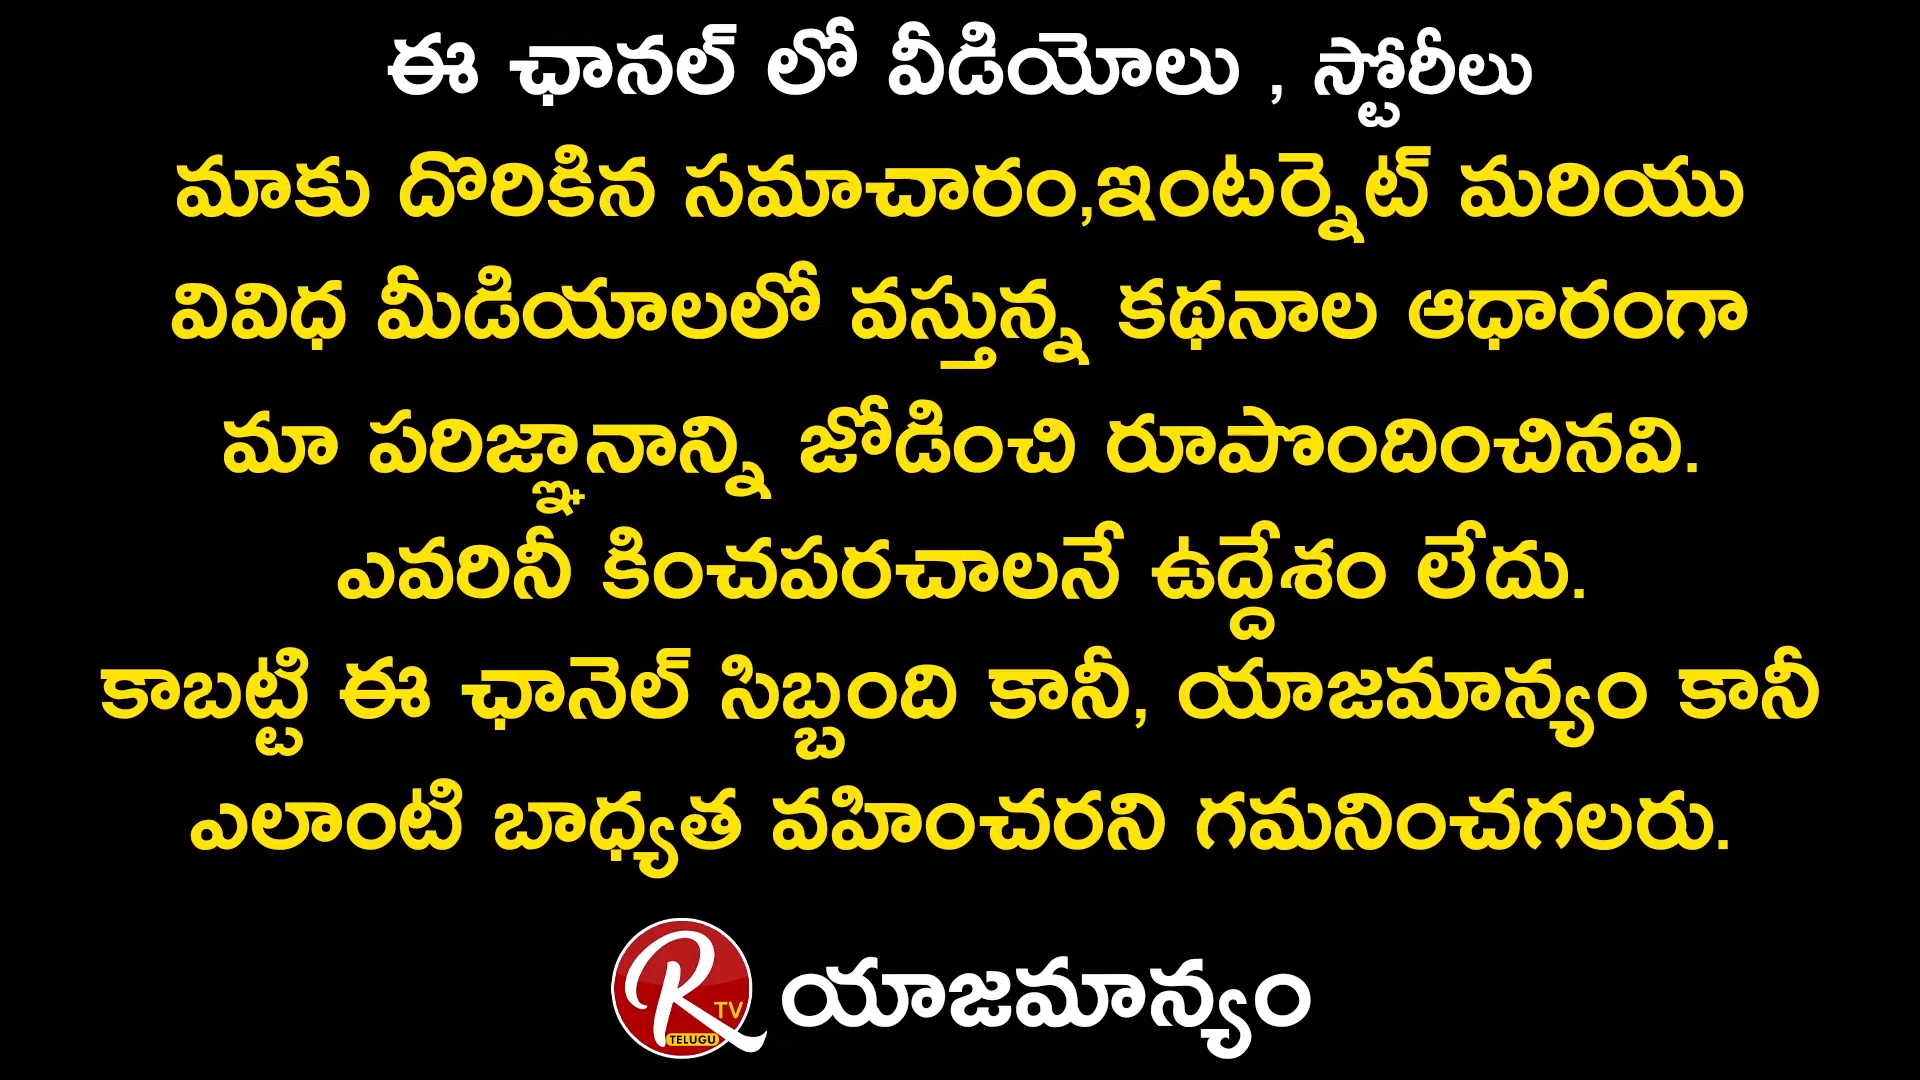 ఈ ఛానల్ లో వీడియోలు , స్టోరీలు
మాకు దొరికిన సమాచారం,ఇంటర్నెట్ మరియు
వివిధ మీడియాలలో వస్తున్న కథనాల ఆధారంగా
మా పరిజ్ఞానాన్ని జోడించి రూపొందించినవి.
ఎవరినీ కించపరచాలనే ఉద్దేశం లేదు.
కాబట్టి ఈ ఛానెల్ సిబ్బంది కానీ, యాజమాన్యం కానీ
ఎలాంటి బాధ్యత వహించరని గమనించగలరు.
R TV TELUGU యాజమాన్యం